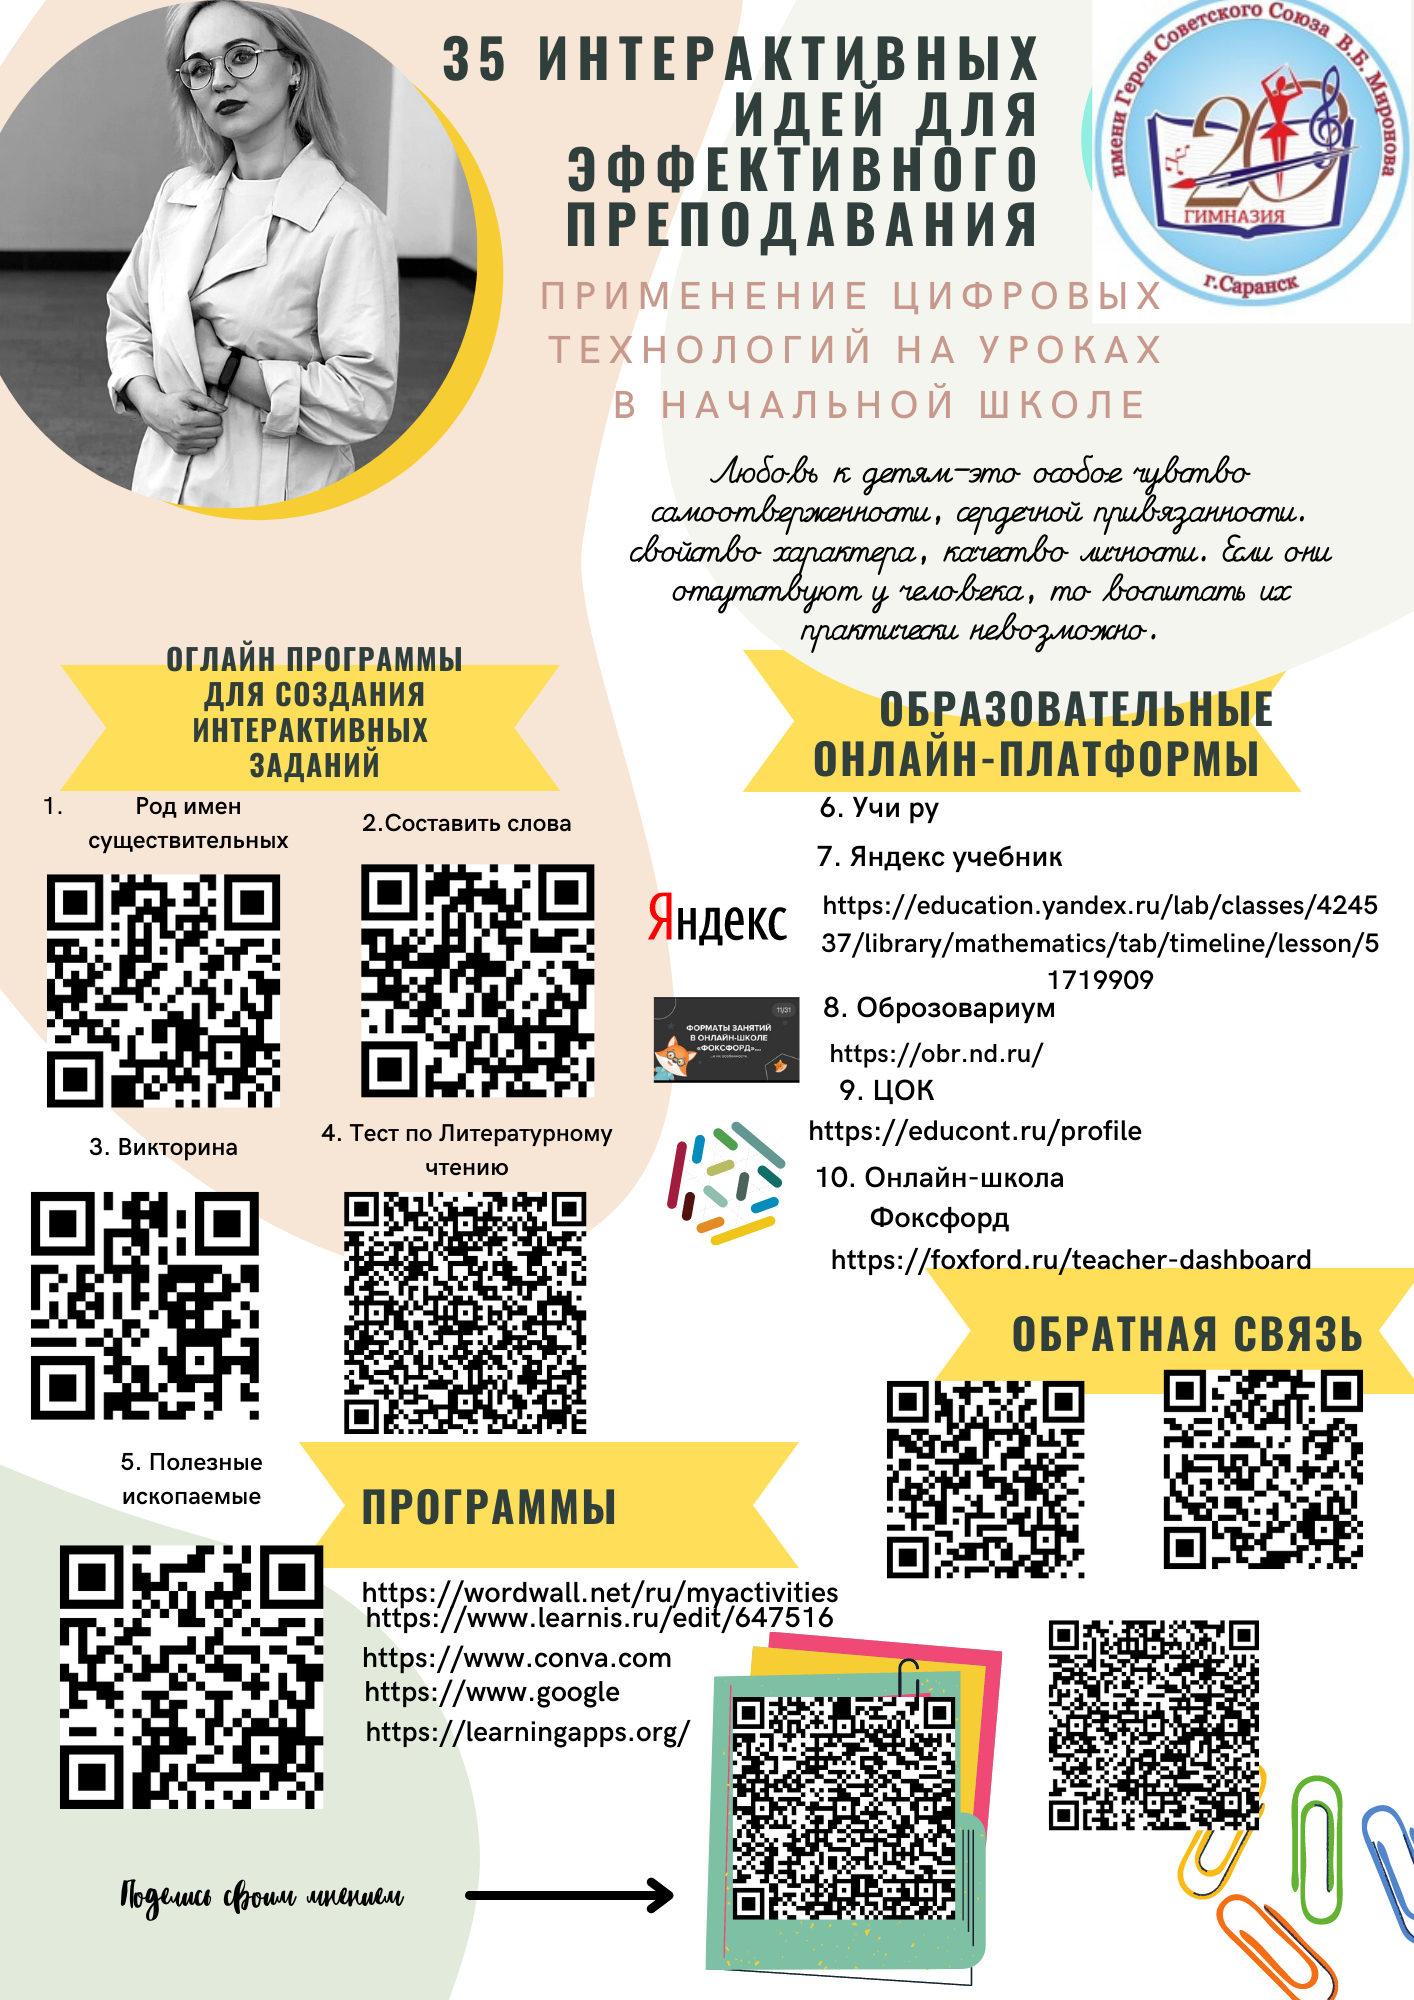 35 ИНТЕРАКТИВНЫХ
ИДЕЙ ДЛЯ
ЭФФЕКТИВНОГО
ПРЕПОДАВАНИЯ
имени Героя Советского Союза В.Б. Миронова
20
ГИМНАЗИЯ
г.Саранск
ПРИМЕНЕНИЕ ЦИФРОВЫХ
ТЕХНОЛОГИЙ НА УРОКАХ
В НАЧАЛЬНОЙ ШКОЛЕ
Любовь к детям-это особое чувство
самоотверженности, сердечной привязанности.
свойство характера, качество личности. Если они
отсутствуют у человека, то воспитать их
практически невозможно.
ОГЛАЙН ПРОГРАММЫ
ДЛЯ СОЗДАНИЯ
ИНТЕРАКТИВНЫХ
ЗАДАНИЙ
1. Род имен
существительных
2.Составить слова
3. Викторина
4. Тест по Литературному
чтению
5. Полезные
ископаемые
ОБРАЗОВАТЕЛЬНЫЕ
ОНЛАЙН-ПЛАТФОРМЫ
6. Учи ру
7. Яндекс учебник
Яндекс
https://education.yandex.ru/lab/classes/4245
37/library/mathematics/tab/timeline/lesson/5
1719909
8. Оброзовариум
11/31
ФОРМАТЫ ЗАНЯТИЙ
В ОНЛАЙН-ШКОЛЕ
«ФОКСФОРД»...
https://obr.nd.ru/
9. ЦОК
https://educont.ru/profile
10. Онлайн-школа
Фоксфорд
https://foxford.ru/teacher-dashboard
ОБРАТНАЯ СВЯЗЬ
ПРОГРАММЫ
https://wordwall.net/ru/myactivities
https://www.learnis.ru/edit/647516
https://www.conva.com
https://www.google
https://learningapps.org/
Поделись своим мнением